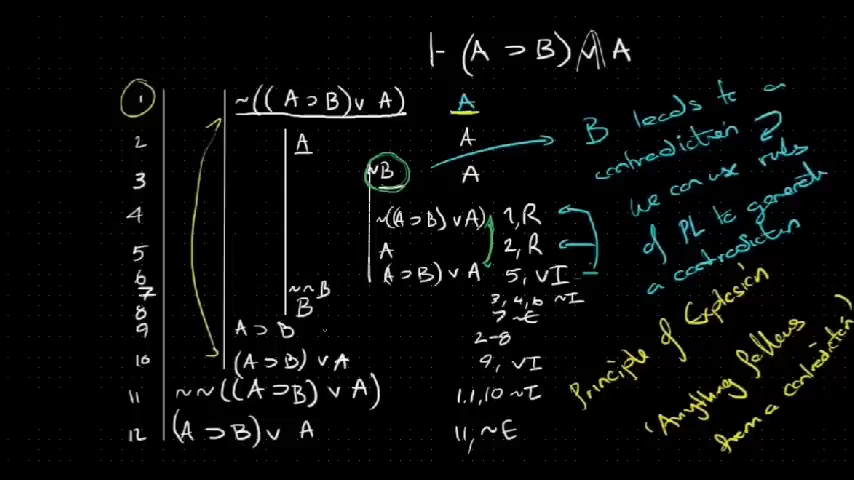 ⊢ (A ⊃ B) ∨ A
1 ~((A ⊃ B) ∨ A) A
2 A A
3 ~B A
4 ~((A ⊃ B) ∨ A) 1, R
5 A 2, R
6 (A ⊃ B) ∨ A 5, ∨I
7 ~~B 3, 4, 6 ~I
8 B 7 ~E
9 A ⊃ B 2-8
10 (A ⊃ B) ∨ A 9, ∨I
11 ~~((A ⊃ B) ∨ A) 1, 10 ~I
12 (A ⊃ B) ∨ A 11, ~E
B leads to a
contradiction?
we can use rules
of PL to generate
a contradiction
Principle of Explosion
'Anything follows
from a contradiction)